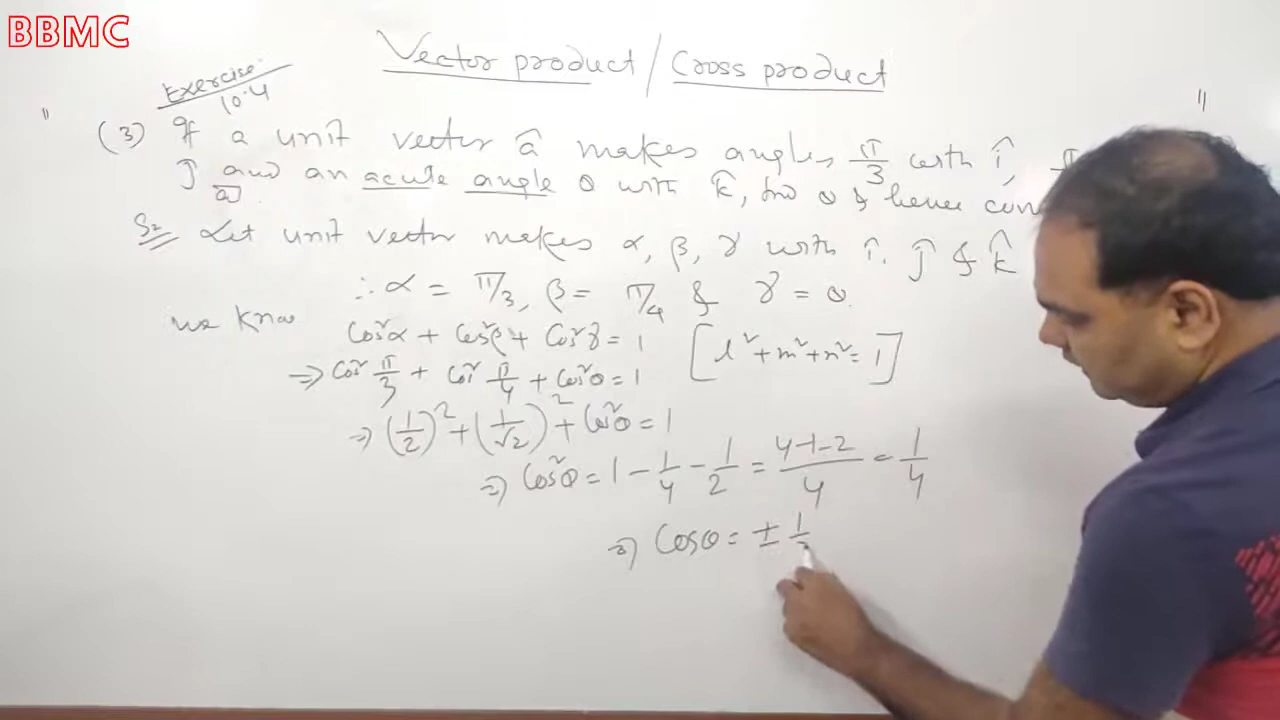 BBMC
Vector product / Cross product
Exercise
10.4
(3) If a unit vector â makes angles π/3 with î, π
ĵ and an acute angle θ with k̂, find θ & hence com
a
Let unit vector makes α, β, γ with î, ĵ & k̂
∴ α = π/3, β = π/4 & γ = θ
we know cos²α + cos²β + cos²γ = 1 [l² + m² + n² = 1]
=> cos² π/3 + cos² π/4 + cos²θ = 1
=> (1/2)² + (1/√2)² + cos²θ = 1
=> cos²θ = 1 - 1/4 - 1/2 = 4-1-2/4 = 1/4
=> cosθ = ± 1/